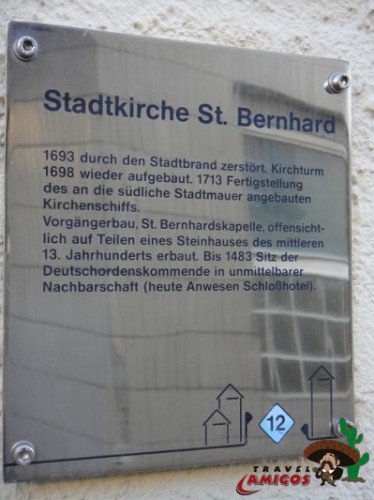 Stadtkirche St. Bernhard
1693 durch den Stadtbrand zerstört. Kirchturm
1698 wieder aufgebaut. 1713 Fertigstellung
des an die südliche Stadtmauer angebauten
Kirchenschiffs.
Vorgängerbau, St. Bernhardskapelle, offensicht-
lich auf Teilen eines Steinhauses des mittleren
13. Jahrhunderts erbaut. Bis 1483 Sitz der
Deutschordenskommende in unmittelbarer
Nachbarschaft (heute Anwesen Schloßhotel).
12
TRAVEL
AMIGOS